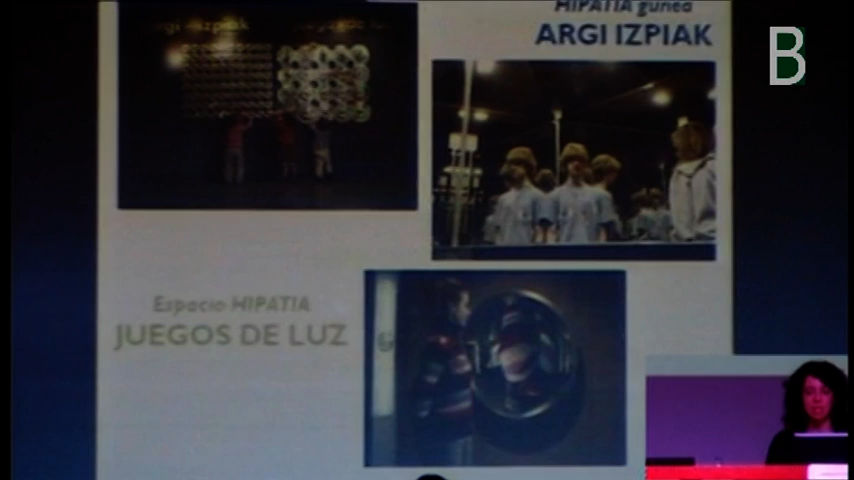 HIPATIA gunea
ARGI IZPIAK
B
Espacio HIPATIA
JUEGOS DE LUZ